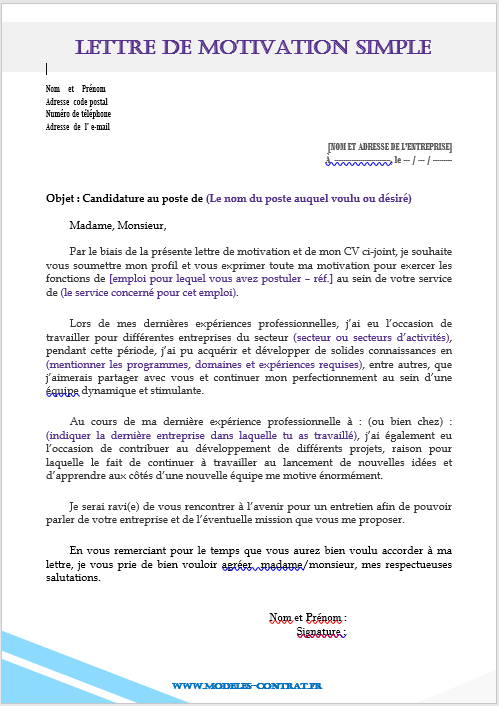 LETTRE DE MOTIVATION SIMPLE
Nom et Prénom
Adresse code postal
Numéro de téléphone
Adresse de l' e-mail
[NOM ET ADRESSE DE L'ENTREPRISE]
À --------------------, le --- / --- / --------
Objet : Candidature au poste de (Le nom du poste auquel voulu ou désiré)
Madame, Monsieur,
Par le biais de la présente lettre de motivation et de mon CV ci-joint, je souhaite
vous soumettre mon profil et vous exprimer toute ma motivation pour exercer les
fonctions de [emploi pour lequel vous avez postuler – réf.] au sein de votre service
de (le service concerné pour cet emploi).
Lors de mes dernières expériences professionnelles, j'ai eu l'occasion de
travailler pour différentes entreprises du secteur (secteur ou secteurs d'activités),
pendant cette période, j'ai pu acquérir et développer de solides connaissances en
(mentionner les programmes, domaines et expériences requises), entre autres, que
j'aimerais partager avec vous et continuer mon perfectionnement au sein d'une
équipe dynamique et stimulante.
Au cours de ma dernière expérience professionnelle à : (ou bien chez) :
(indiquer la dernière entreprise dans laquelle tu as travaillé), j'ai également eu
l'occasion de contribuer au développement de différents projets, raison pour
laquelle le fait de continuer à travailler au lancement de nouvelles idées et
d'apprendre aux côtés d'une nouvelle équipe me motive énormément.
Je serai ravi(e) de vous rencontrer à l'avenir pour un entretien afin de pouvoir
parler de votre entreprise et de l'éventuelle mission que vous me proposer.
En vous remerciant pour le temps que vous aurez bien voulu accorder à ma
lettre, je vous prie de bien vouloir agréer, madame/monsieur, mes respectueuses
salutations.
Nom et Prénom :
Signature :
WWW.MODELES-CONTRAT.FR